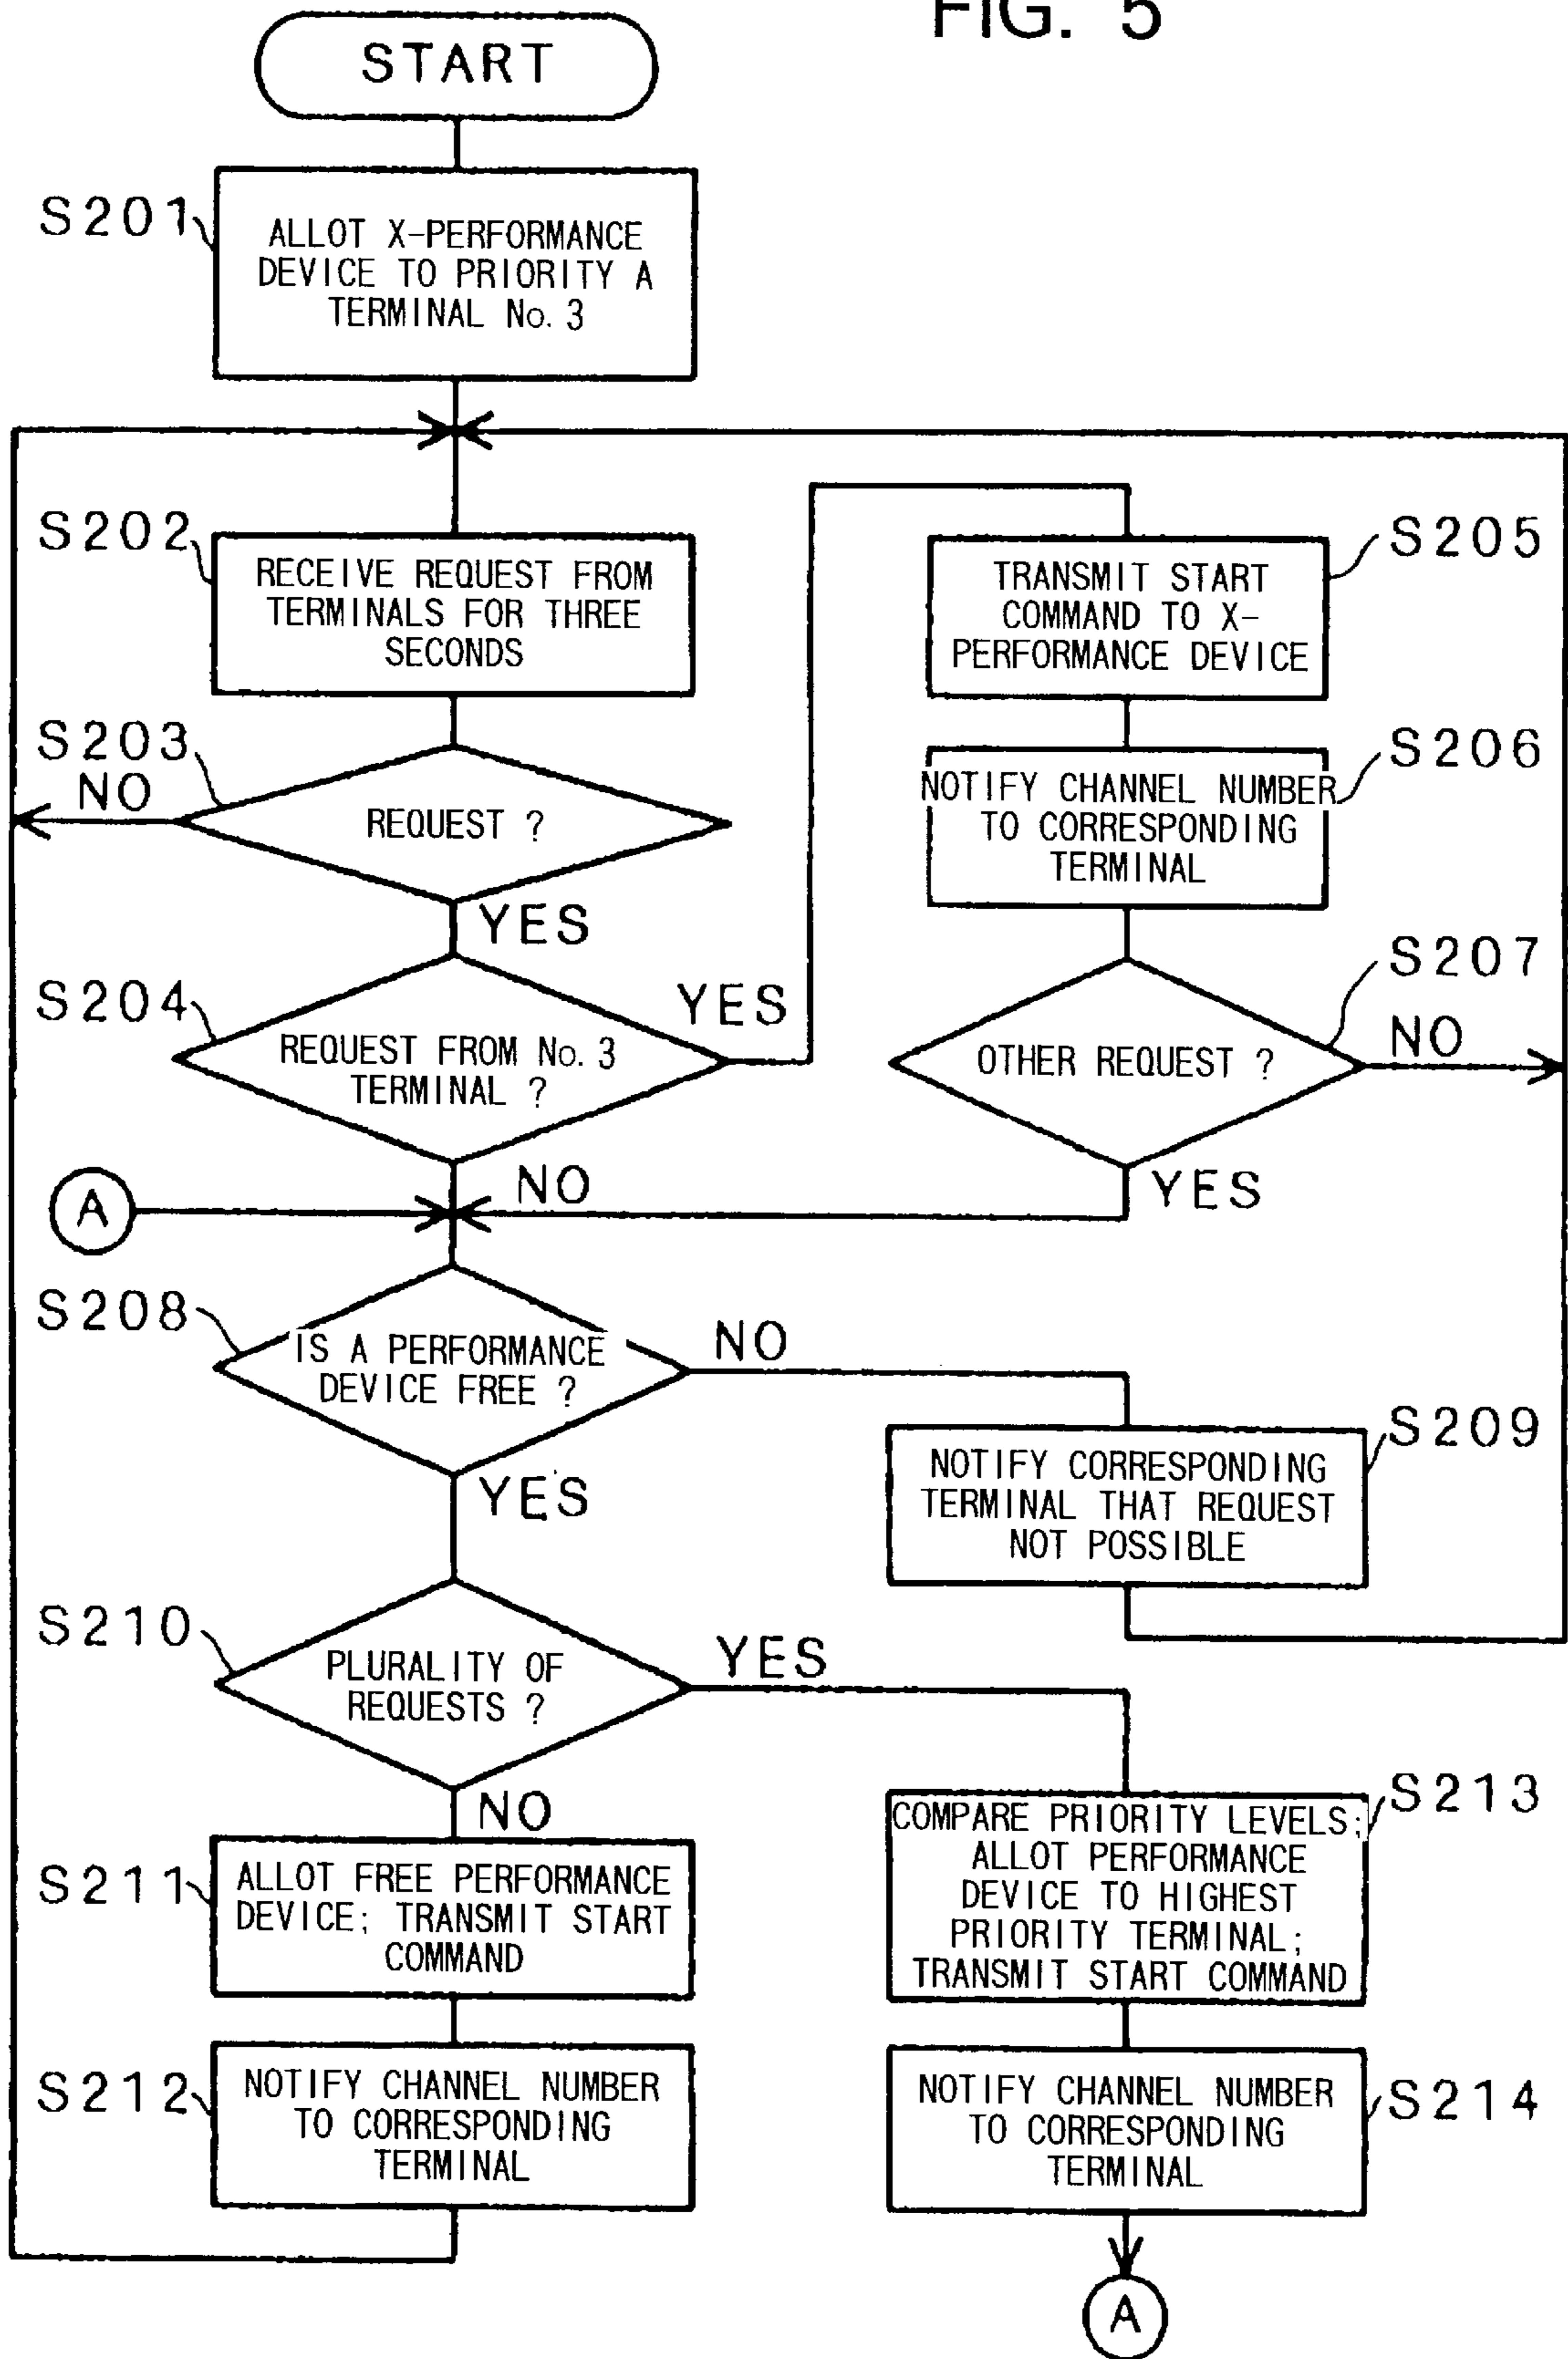 FIG. 5
START
S201
ALLOT X-PERFORMANCE
DEVICE TO PRIORITY A
TERMINAL No. 3
S202
RECEIVE REQUEST FROM
TERMINALS FOR THREE
SECONDS
S203
NO
REQUEST ?
YES
S204
REQUEST FROM No. 3
TERMINAL ?
YES
NO
S205
TRANSMIT START
COMMAND TO X-
PERFORMANCE DEVICE
S206
NOTIFY CHANNEL NUMBER
TO CORRESPONDING
TERMINAL
S207
OTHER REQUEST ?
NO
YES
A
S208
IS A PERFORMANCE
DEVICE FREE ?
NO
YES
S209
NOTIFY CORRESPONDING
TERMINAL THAT REQUEST
NOT POSSIBLE
S210
PLURALITY OF
REQUESTS ?
YES
NO
S211
ALLOT FREE PERFORMANCE
DEVICE; TRANSMIT START
COMMAND
S212
NOTIFY CHANNEL NUMBER
TO CORRESPONDING
TERMINAL
S213
COMPARE PRIORITY LEVELS;
ALLOT PERFORMANCE
DEVICE TO HIGHEST
PRIORITY TERMINAL;
TRANSMIT START COMMAND
S214
NOTIFY CHANNEL NUMBER
TO CORRESPONDING
TERMINAL
A